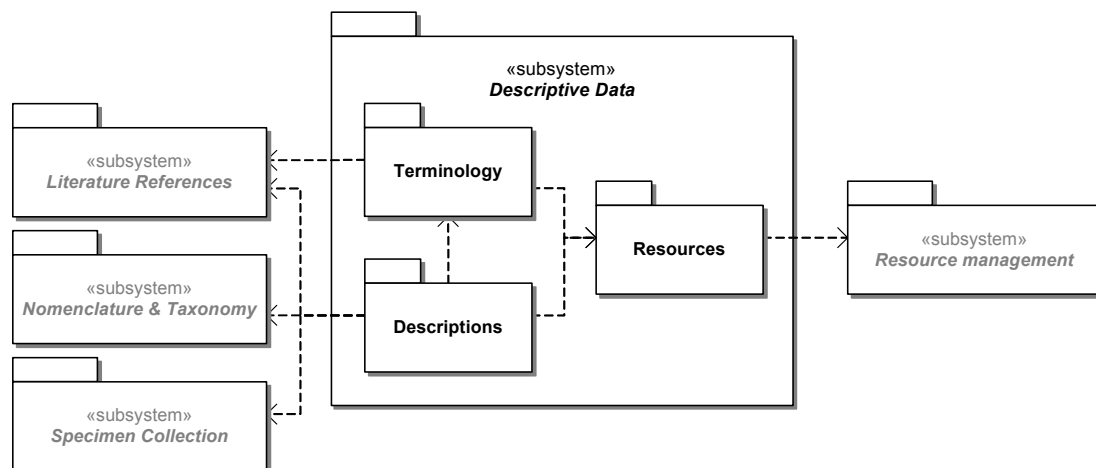 «subsystem»
Descriptive Data
«subsystem»
Literature References
Terminology
«subsystem»
Nomenclature & Taxonomy
Descriptions
Resources
«subsystem»
Resource management
«subsystem»
Specimen Collection